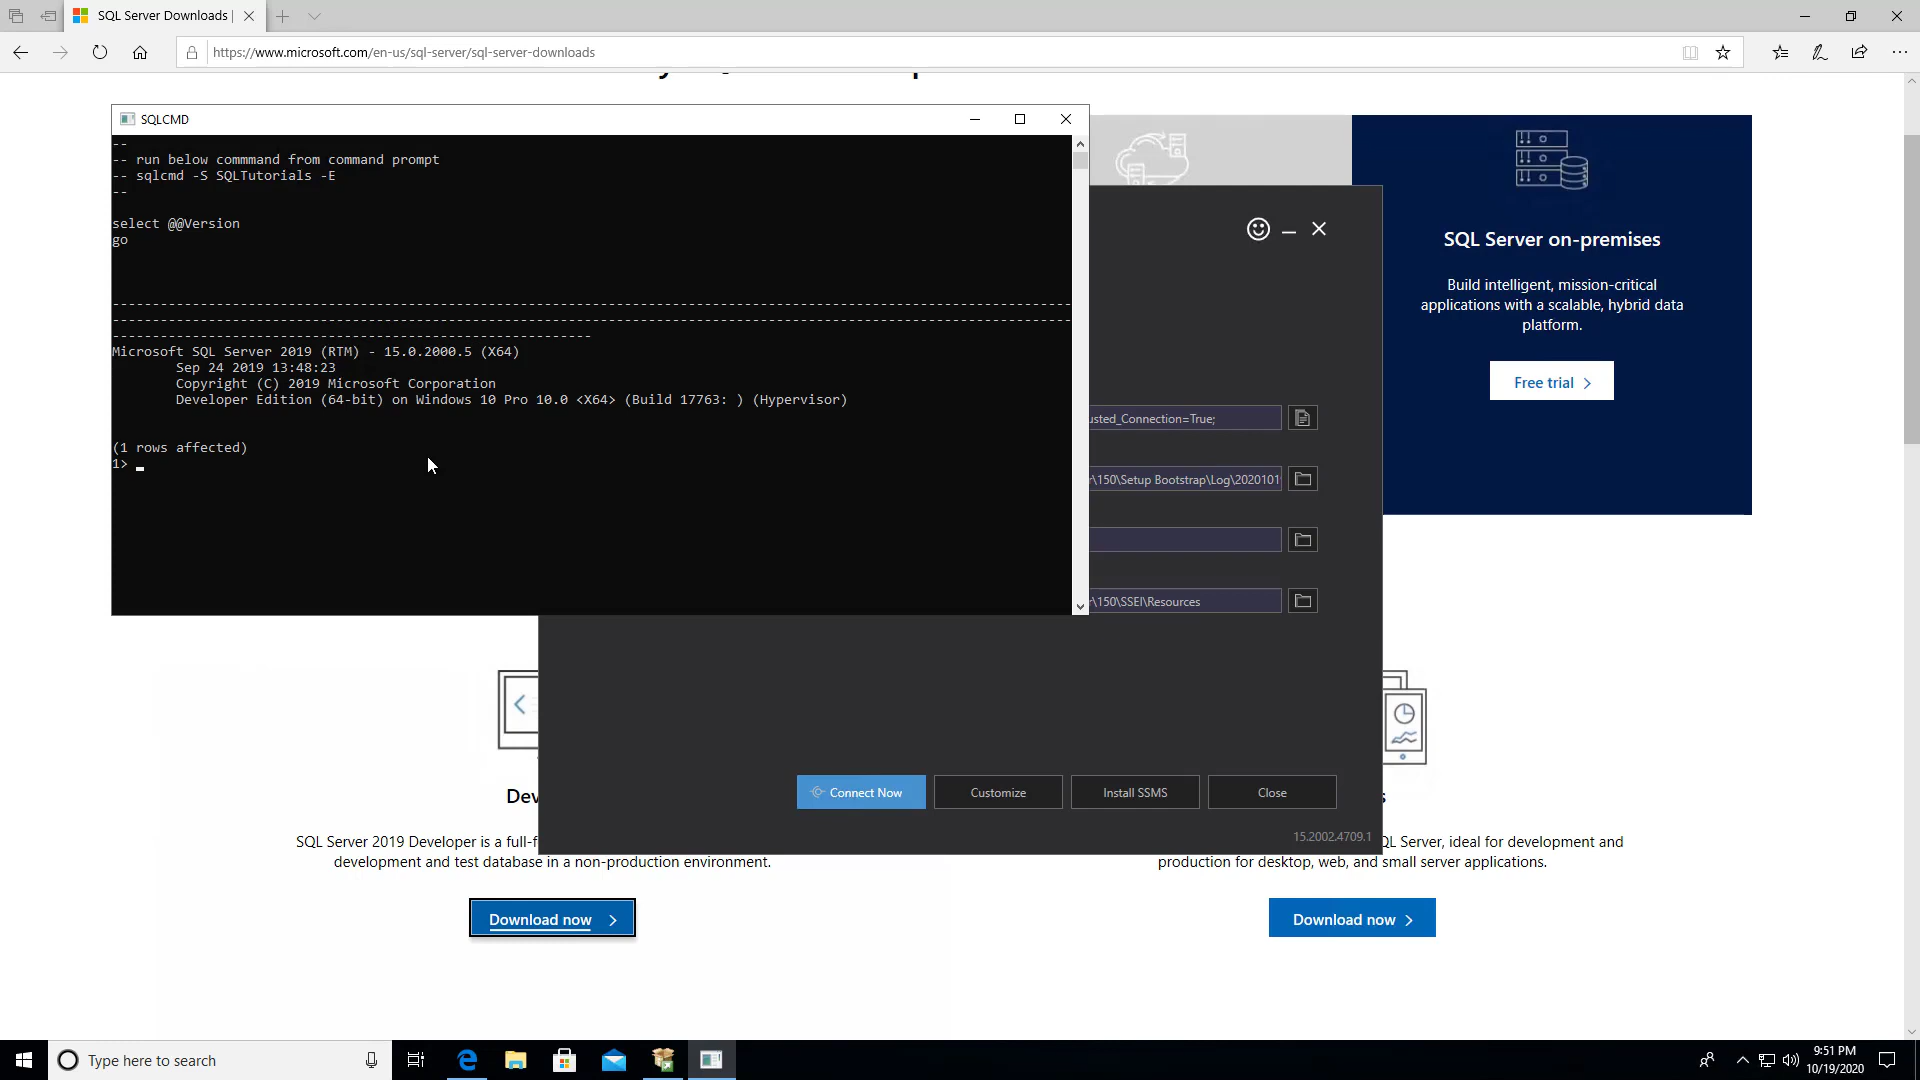 SQL Server Downloads |
https://www.microsoft.com/en-us/sql-server/sql-server-downloads
SQLCMD
--
-- run below commmand from command prompt
-- sqlcmd -S SQLTutorials -E
--
select @@Version
go
--------------------------------------------------------------------------------
--------------------------------------------------------------------------------
------------------------------------------------------------
Microsoft SQL Server 2019 (RTM) - 15.0.2000.5 (X64)
Sep 24 2019 13:48:23
Copyright (C) 2019 Microsoft Corporation
Developer Edition (64-bit) on Windows 10 Pro 10.0 <X64> (Build 17763: ) (Hypervisor)
(1 rows affected)
1>
usted_Connection=True;
r\150\Setup Bootstrap\Log\2020101
r\150\SSEI\Resources
Connect Now
Customize
Install SSMS
Close
15.2002.4709.1
SQL Server on-premises
Build intelligent, mission-critical
applications with a scalable, hybrid data
platform.
Free trial
Dev
SQL Server 2019 Developer is a full-f
development and test database in a non-production environment.
Download now
s
QL Server, ideal for development and
production for desktop, web, and small server applications.
Download now
Type here to search
9:51 PM
10/19/2020